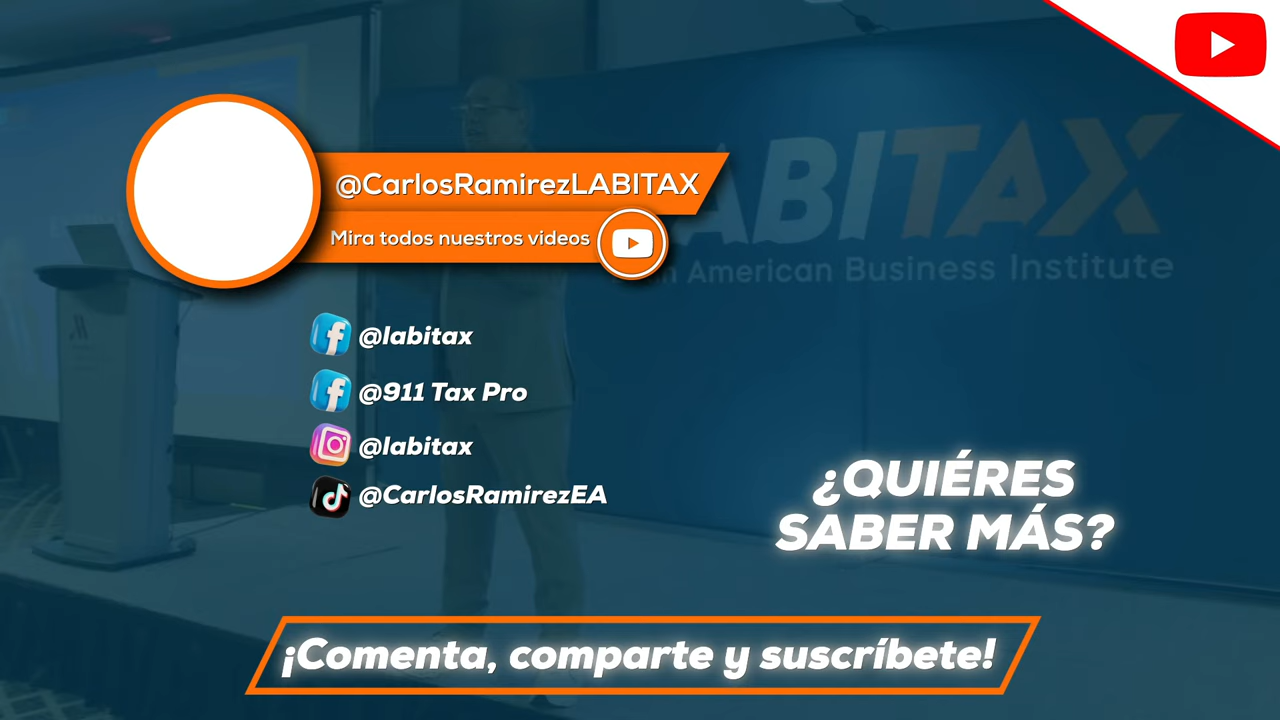 @CarlosRamirezLABITAX
Mira todos nuestros videos
ABITAX
American Business Institute
@labitax
@911 Tax Pro
@labitax
@CarlosRamirezEA
¿QUIÉRES
SABER MÁS?
¡Comenta, comparte y suscríbete!